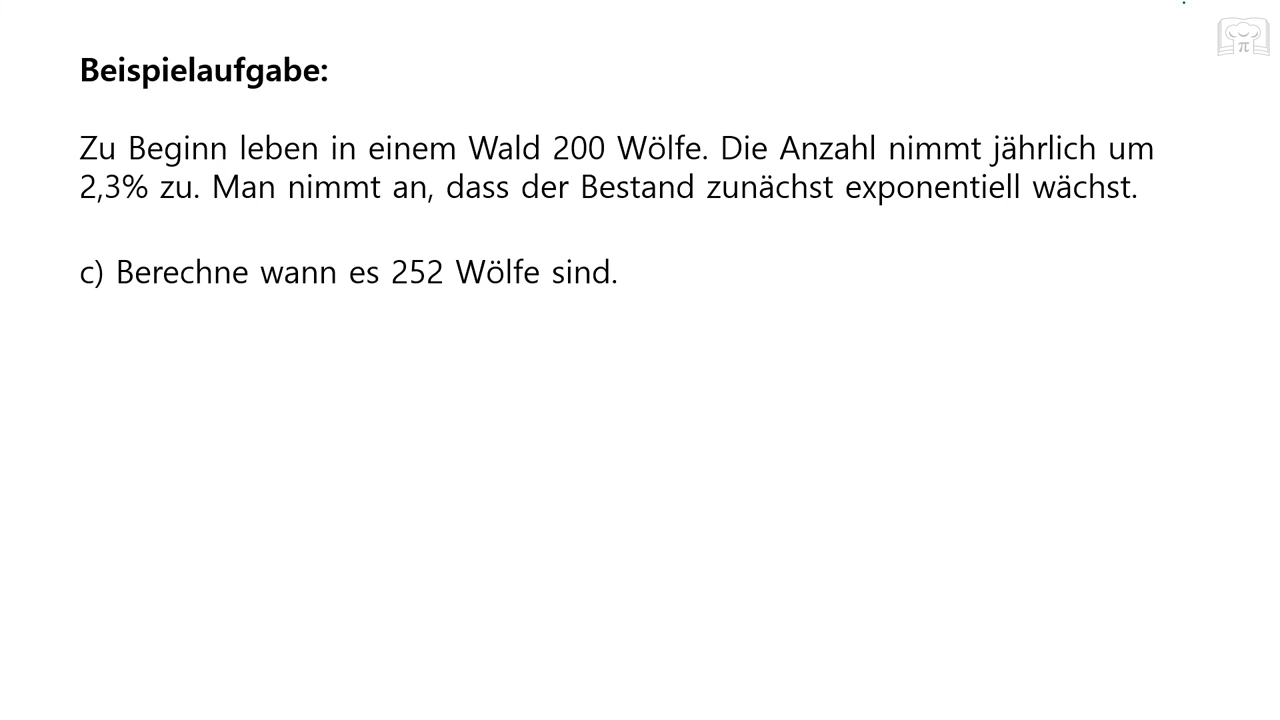 Beispielaufgabe:
Zu Beginn leben in einem Wald 200 Wölfe. Die Anzahl nimmt jährlich um
2,3% zu. Man nimmt an, dass der Bestand zunächst exponentiell wächst.
c) Berechne wann es 252 Wölfe sind.
π